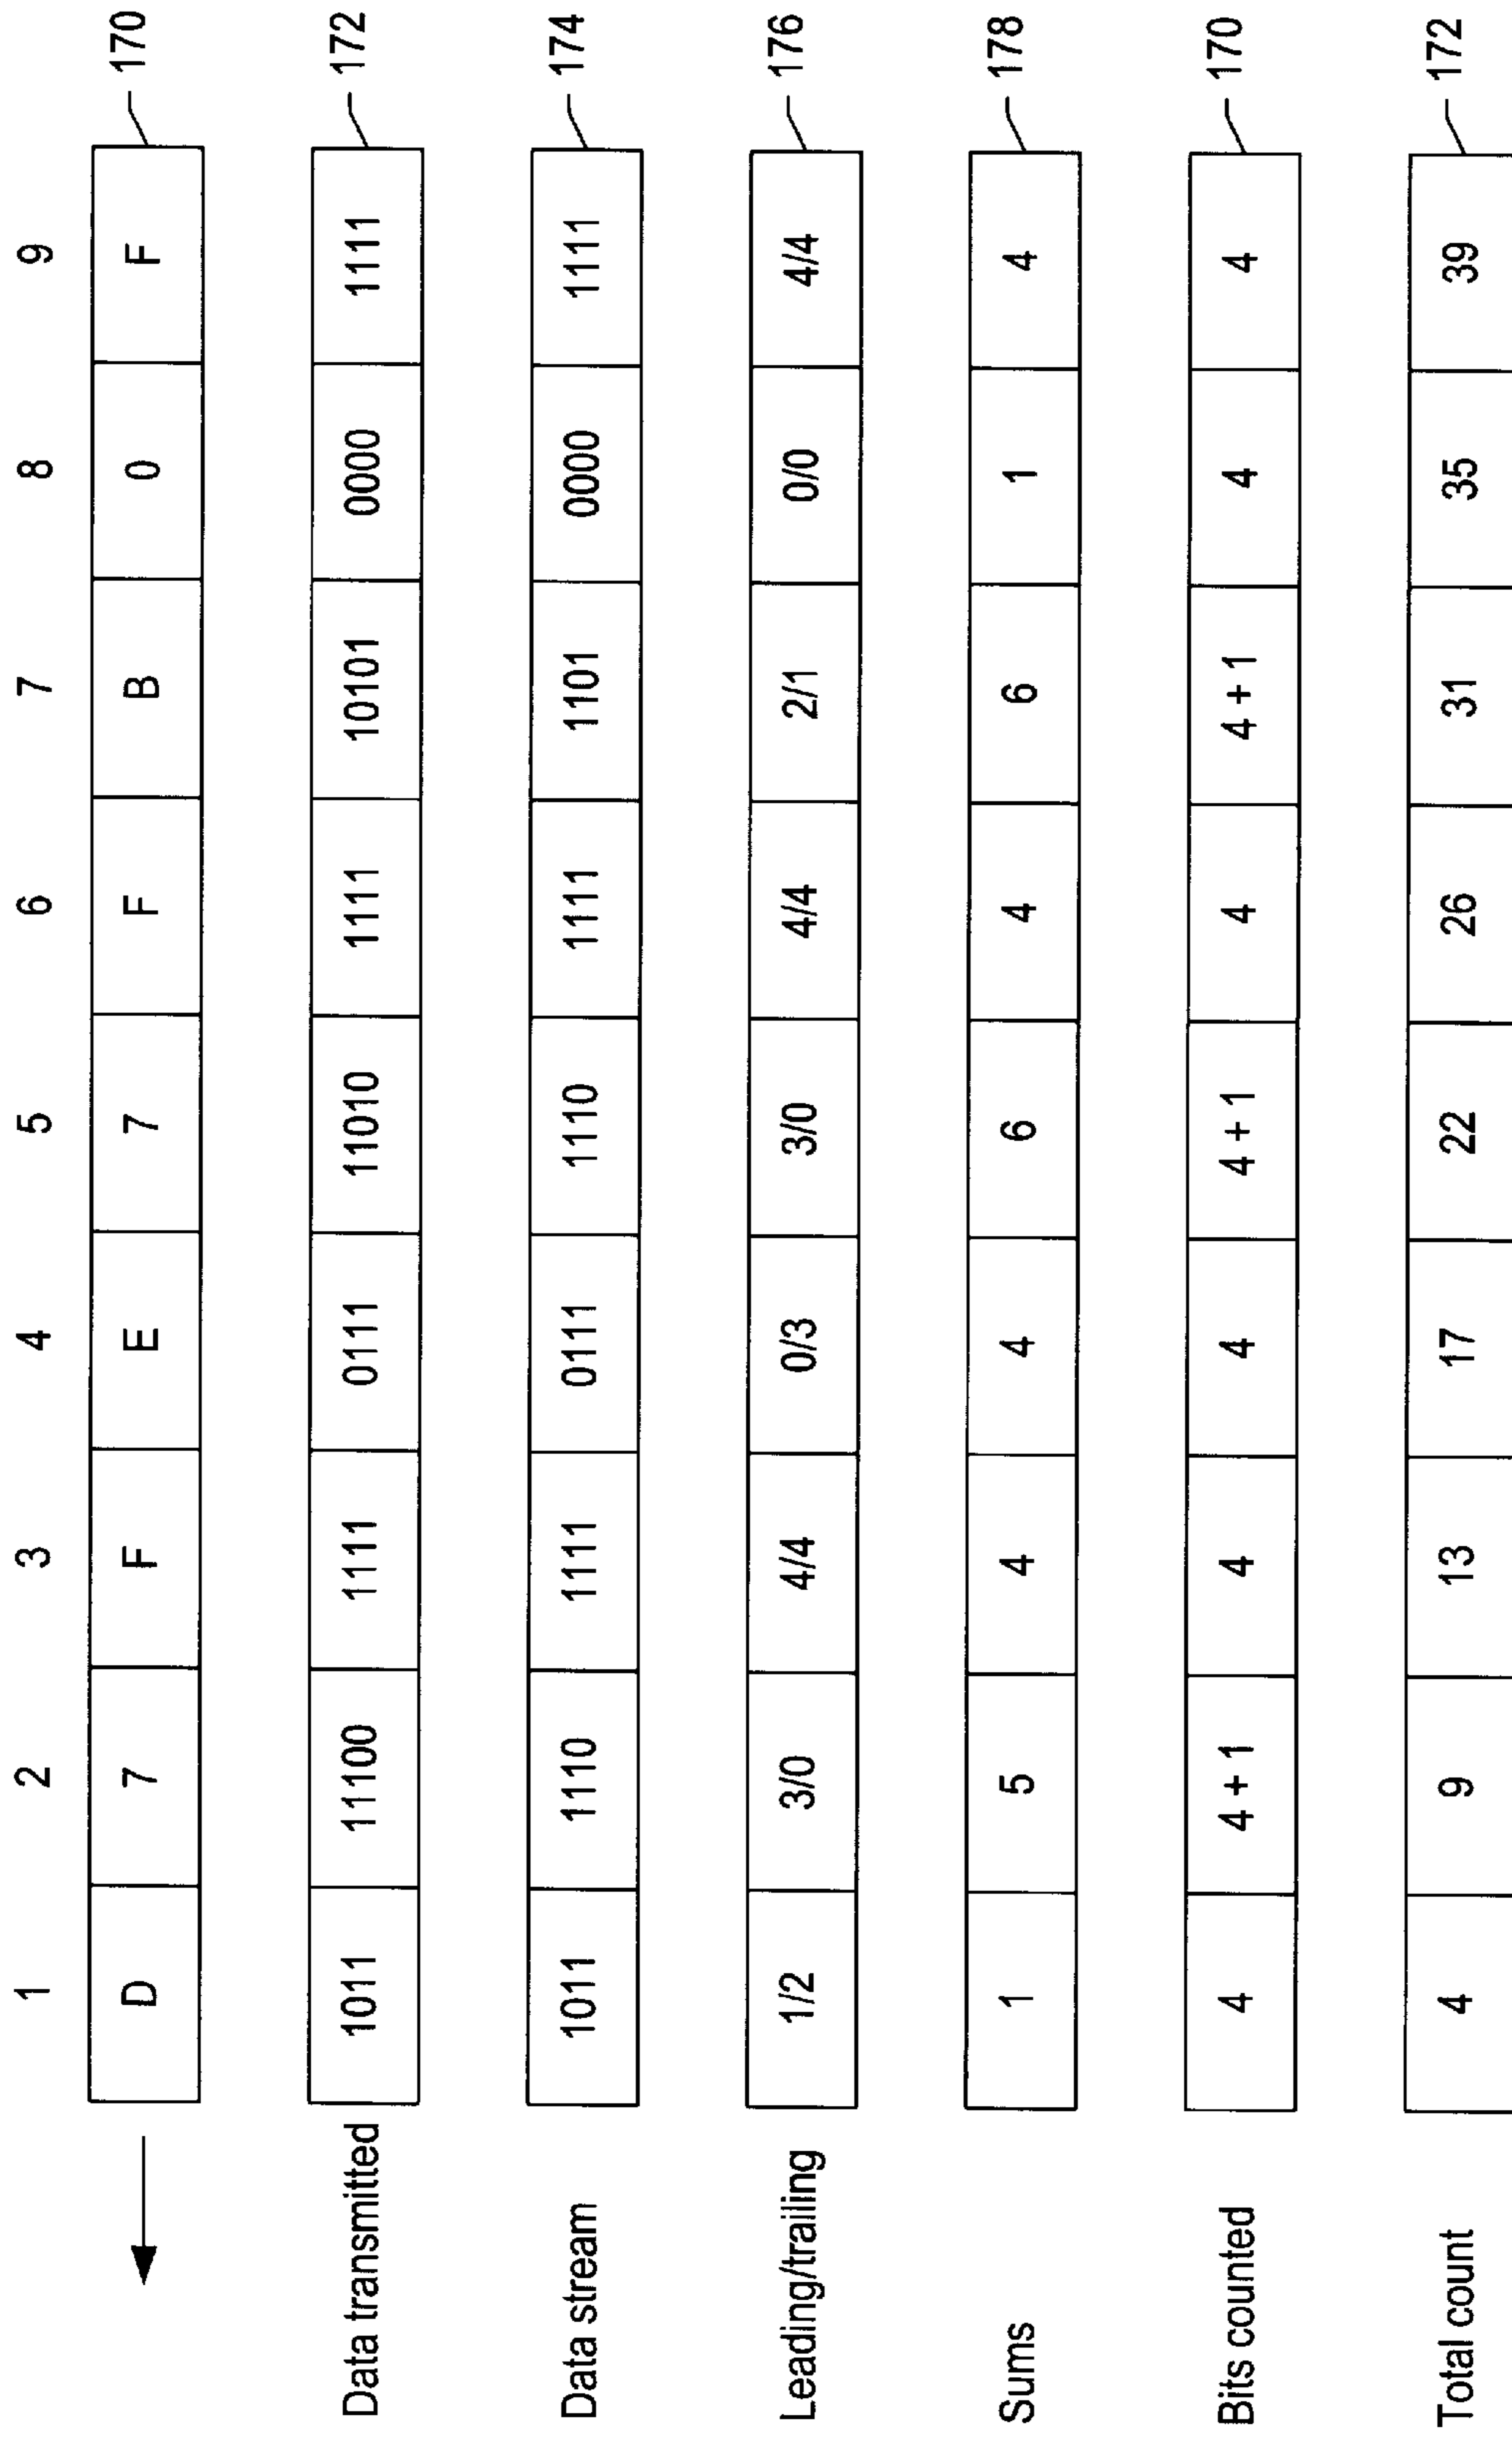 1 2 3 4 5 6 7 8 9
D 7 F E 7 F B 0 F 170
Data transmitted 1011 11100 1111 0111 11010 1111 10101 0000 1111 172
Data stream 1011 1110 1111 0111 1110 1111 1101 0000 1111 174
Leading/trailing 1/2 3/0 4/4 0/3 3/0 4/4 2/1 0/0 4/4 176
Sums 1 5 4 4 6 4 6 1 4 178
Bits counted 4 4 + 1 4 4 4 + 1 4 4 + 1 4 4 170
Total count 4 9 13 17 22 26 31 35 39 172